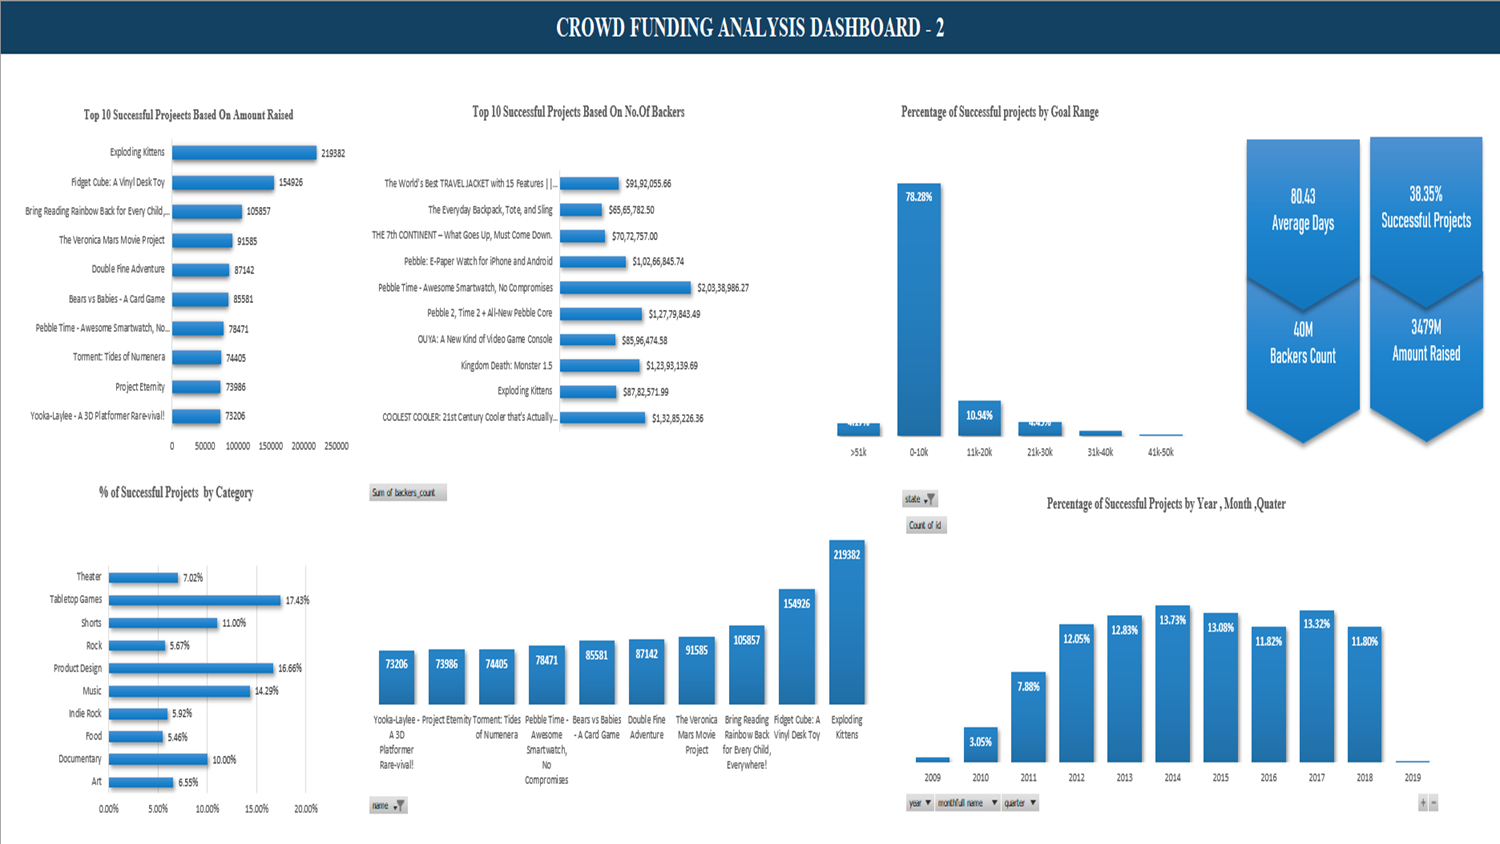 CROWD FUNDING ANALYSIS DASHBOARD - 2
Top 10 Successful Projeects Based On Amount Raised
Exploding Kittens 219382
Fidget Cube: A Vinyl Desk Toy 154926
Bring Reading Rainbow Back for Every Child,... 105857
The Veronica Mars Movie Project 91585
Double Fine Adventure 87142
Bears vs Babies - A Card Game 85581
Pebble Time - Awesome Smartwatch, No... 78471
Torment: Tides of Numenera 74405
Project Eternity 73986
Yooka-Laylee - A 3D Platformer Rare-vival! 73206
0 50000 100000 150000 200000 250000
Top 10 Successful Projects Based On No.Of Backers
The World's Best TRAVEL JACKET with 15 Features ||... $91,92,055.66
The Everyday Backpack, Tote, and Sling $65,65,782.50
THE 7th CONTINENT – What Goes Up, Must Come Down. $70,72,757.00
Pebble: E-Paper Watch for iPhone and Android $1,02,66,845.74
Pebble Time - Awesome Smartwatch, No Compromises $2,03,38,986.27
Pebble 2, Time 2 + All-New Pebble Core $1,27,79,843.49
OUYA: A New Kind of Video Game Console $85,96,474.58
Kingdom Death: Monster 1.5 $1,23,93,139.69
Exploding Kittens $87,82,571.99
COOLEST COOLER: 21st Century Cooler that's Actually... $1,32,85,226.36
Percentage of Successful projects by Goal Range
78.28%
10.94%
>51k 0-10k 11k-20k 21k-30k 31k-40k 41k-50k
state
Count of id
80.43
Average Days
38.35%
Successful Projects
40M
Backers Count
3479M
Amount Raised
% of Successful Projects by Category
Theater 7.02%
Tabletop Games 17.43%
Shorts 11.00%
Rock 5.67%
Product Design 16.66%
Music 14.29%
Indie Rock 5.92%
Food 5.46%
Documentary 10.00%
Art 6.55%
0.00% 5.00% 10.00% 15.00% 20.00%
Sum of backers_count
73206 73986 74405 78471 85581 87142 91585 105857 154926 219382
Yooka-Laylee -
A 3D
Platformer
Rare-vival!
Project Eternity
Torment: Tides
of Numenera
Pebble Time -
Awesome
Smartwatch,
No
Compromises
Bears vs Babies
- A Card Game
Double Fine
Adventure
The Veronica
Mars Movie
Project
Bring Reading
Rainbow Back
for Every Child,
Everywhere!
Fidget Cube: A
Vinyl Desk Toy
Exploding
Kittens
name
Percentage of Successful Projects by Year , Month ,Quater
3.05% 7.88% 12.05% 12.83% 13.73% 13.08% 11.82% 13.32% 11.80%
2009 2010 2011 2012 2013 2014 2015 2016 2017 2018 2019
year monthfull name quarter
+ −